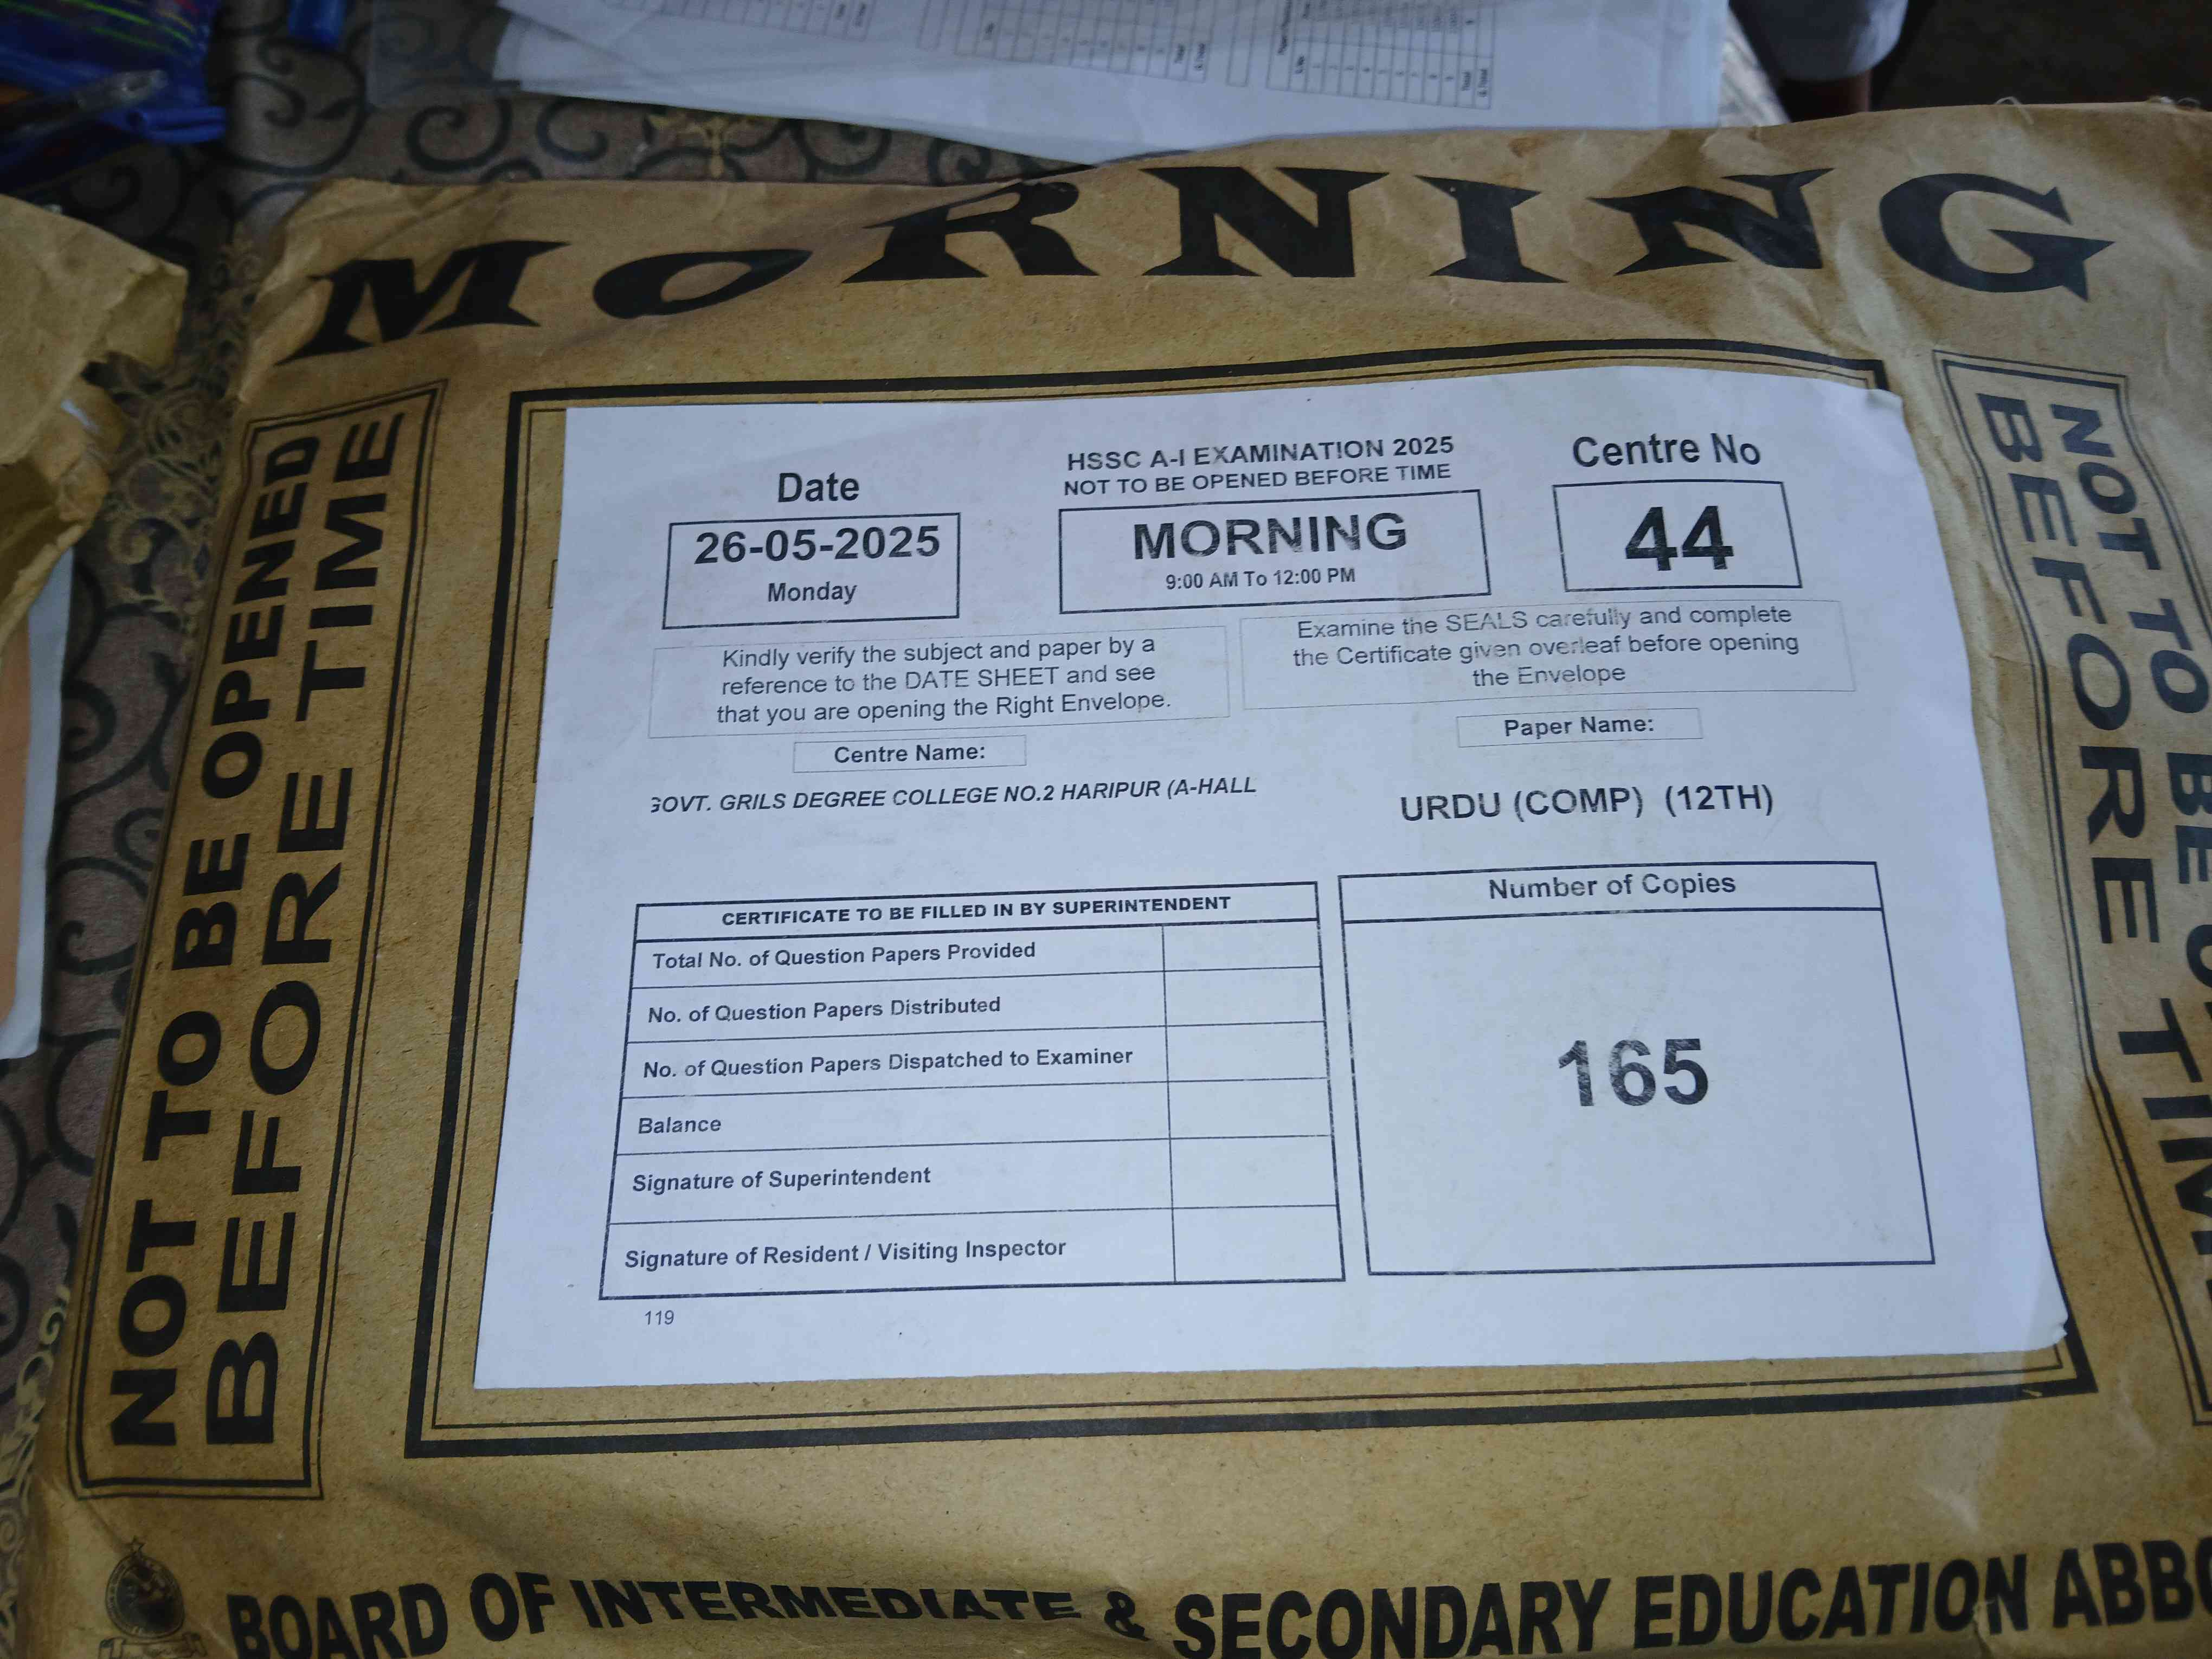 MORNING
NOT TO BE OPENED
BEFORE TIME
Date
26-05-2025
Monday
HSSC A-I EXAMINATION 2025
NOT TO BE OPENED BEFORE TIME
MORNING
9:00 AM To 12:00 PM
Centre No
44
Kindly verify the subject and paper by a
reference to the DATE SHEET and see
that you are opening the Right Envelope.
Examine the SEALS carefully and complete
the Certificate given overleaf before opening
the Envelope
Centre Name:
GOVT. GRILS DEGREE COLLEGE NO.2 HARIPUR (A-HALL
Paper Name:
URDU (COMP) (12TH)
CERTIFICATE TO BE FILLED IN BY SUPERINTENDENT
Total No. of Question Papers Provided
No. of Question Papers Distributed
No. of Question Papers Dispatched to Examiner
Balance
Signature of Superintendent
Signature of Resident / Visiting Inspector
119
Number of Copies
165
NOT TO BE
BEFORE TIM
BOARD OF INTERMEDIATE & SECONDARY EDUCATION ABB